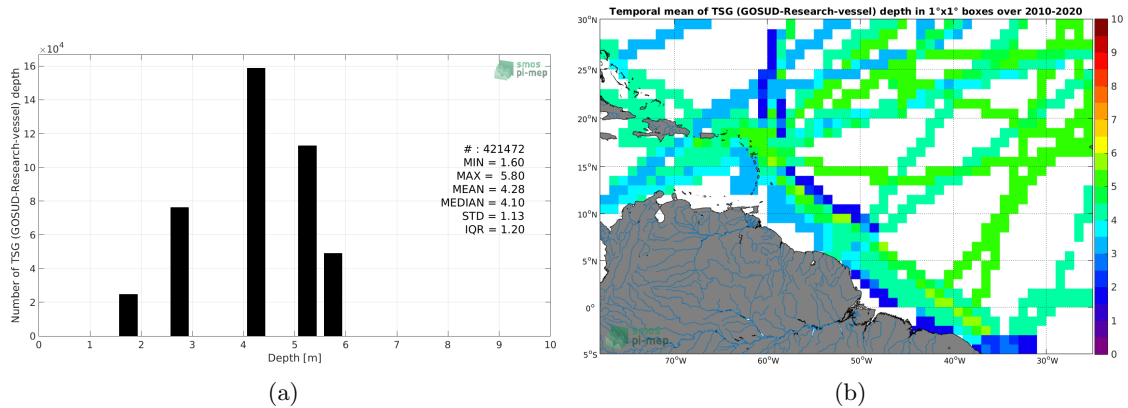 ×10⁴
16
14
12
10
8
6
4
2
0
Number of TSG (GOSUD-Research-vessel) depth
0 1 2 3 4 5 6 7 8 9 10
Depth [m]
smos
pi-mep
# : 421472
MIN = 1.60
MAX = 5.80
MEAN = 4.28
MEDIAN = 4.10
STD = 1.13
IQR = 1.20
(a)
Temporal mean of TSG (GOSUD-Research-vessel) depth in 1°x1° boxes over 2010-2020
30°N
25°N
20°N
15°N
10°N
5°N
0°
5°S
70°W 60°W 50°W 40°W 30°W
smos
pi-mep
10
9
8
7
6
5
4
3
2
1
0
(b)